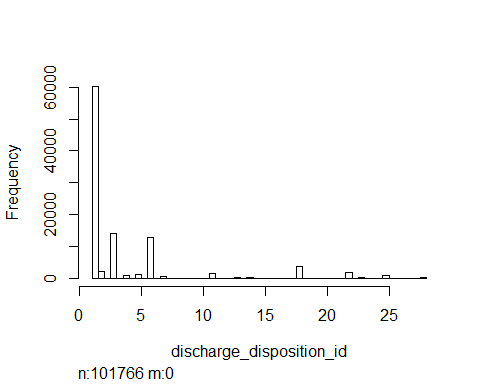 Frequency
60000
40000
20000
0
0 5 10 15 20 25
discharge_disposition_id
n:101766 m:0